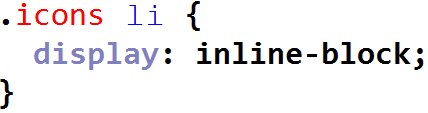 .icons li {
  display: inline-block;
}